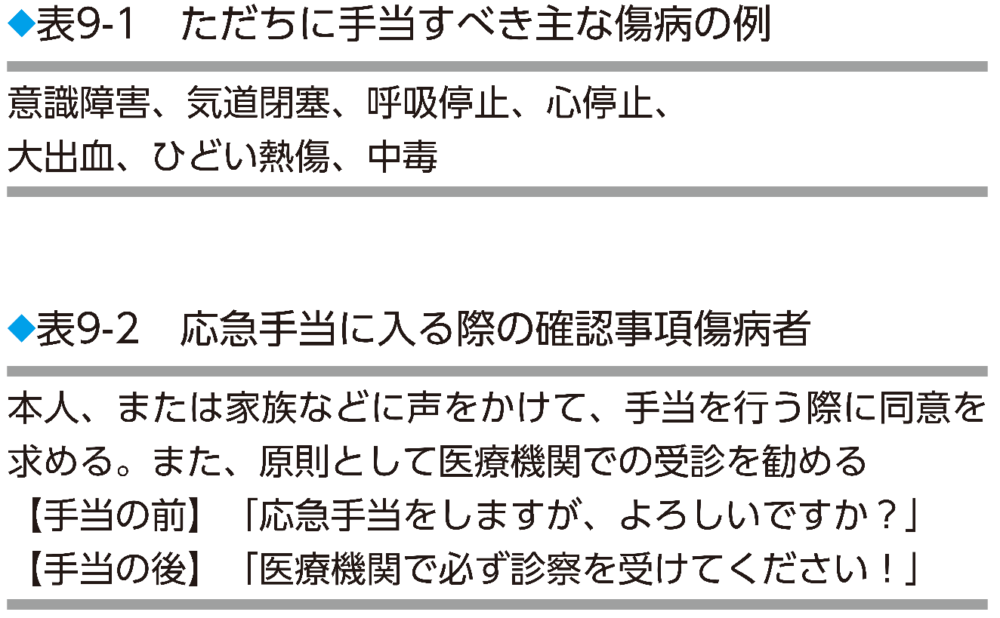 ◆表9-1　ただちに手当すべき主な傷病の例
意識障害、気道閉塞、呼吸停止、心停止、
大出血、ひどい熱傷、中毒
◆表9-2　応急手当に入る際の確認事項傷病者
本人、または家族などに声をかけて、手当を行う際に同意を
求める。また、原則として医療機関での受診を勧める
【手当の前】「応急手当をしますが、よろしいですか？」
【手当の後】「医療機関で必ず診察を受けてください！」